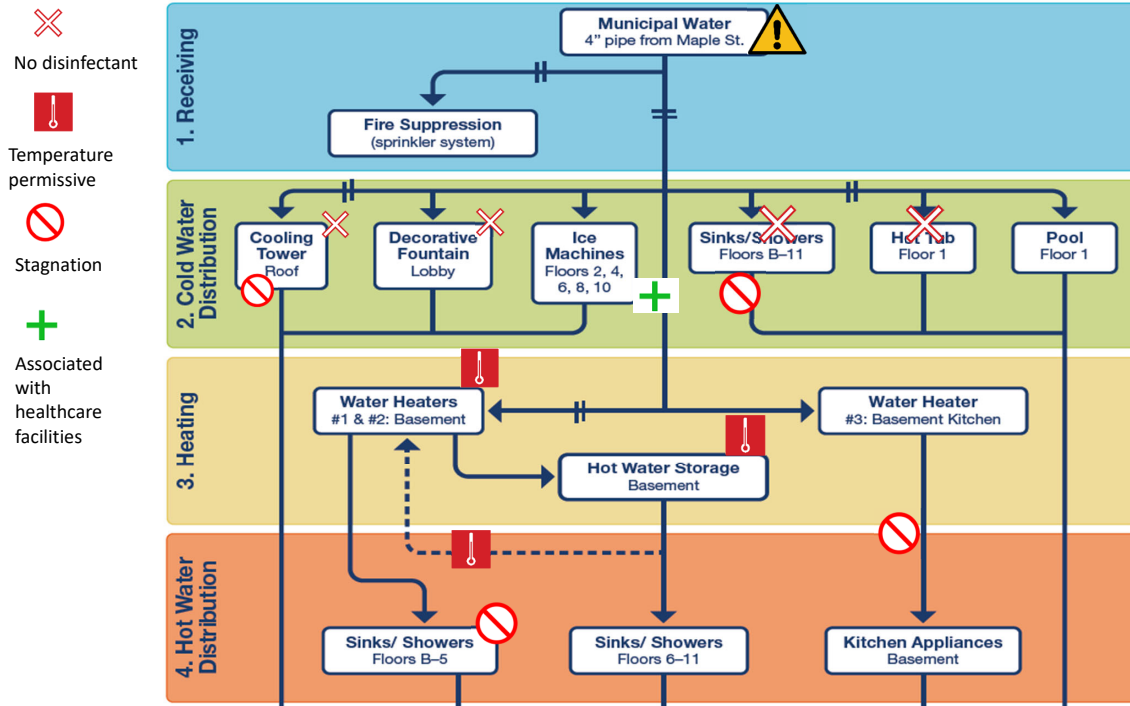 No disinfectant
Temperature
permissive
Stagnation
Associated
with
healthcare
facilities
1. Receiving
Municipal Water
4” pipe from Maple St.
Fire Suppression
(sprinkler system)
2. Cold Water
Distribution
Cooling
Tower
Roof
Decorative
Fountain
Lobby
Ice
Machines
Floors 2, 4,
6, 8, 10
Sinks/Showers
Floors B–11
Hot Tub
Floor 1
Pool
Floor 1
3. Heating
Water Heaters
#1 & #2: Basement
Water Heater
#3: Basement Kitchen
Hot Water Storage
Basement
4. Hot Water
Distribution
Sinks/ Showers
Floors B–5
Sinks/ Showers
Floors 6–11
Kitchen Appliances
Basement